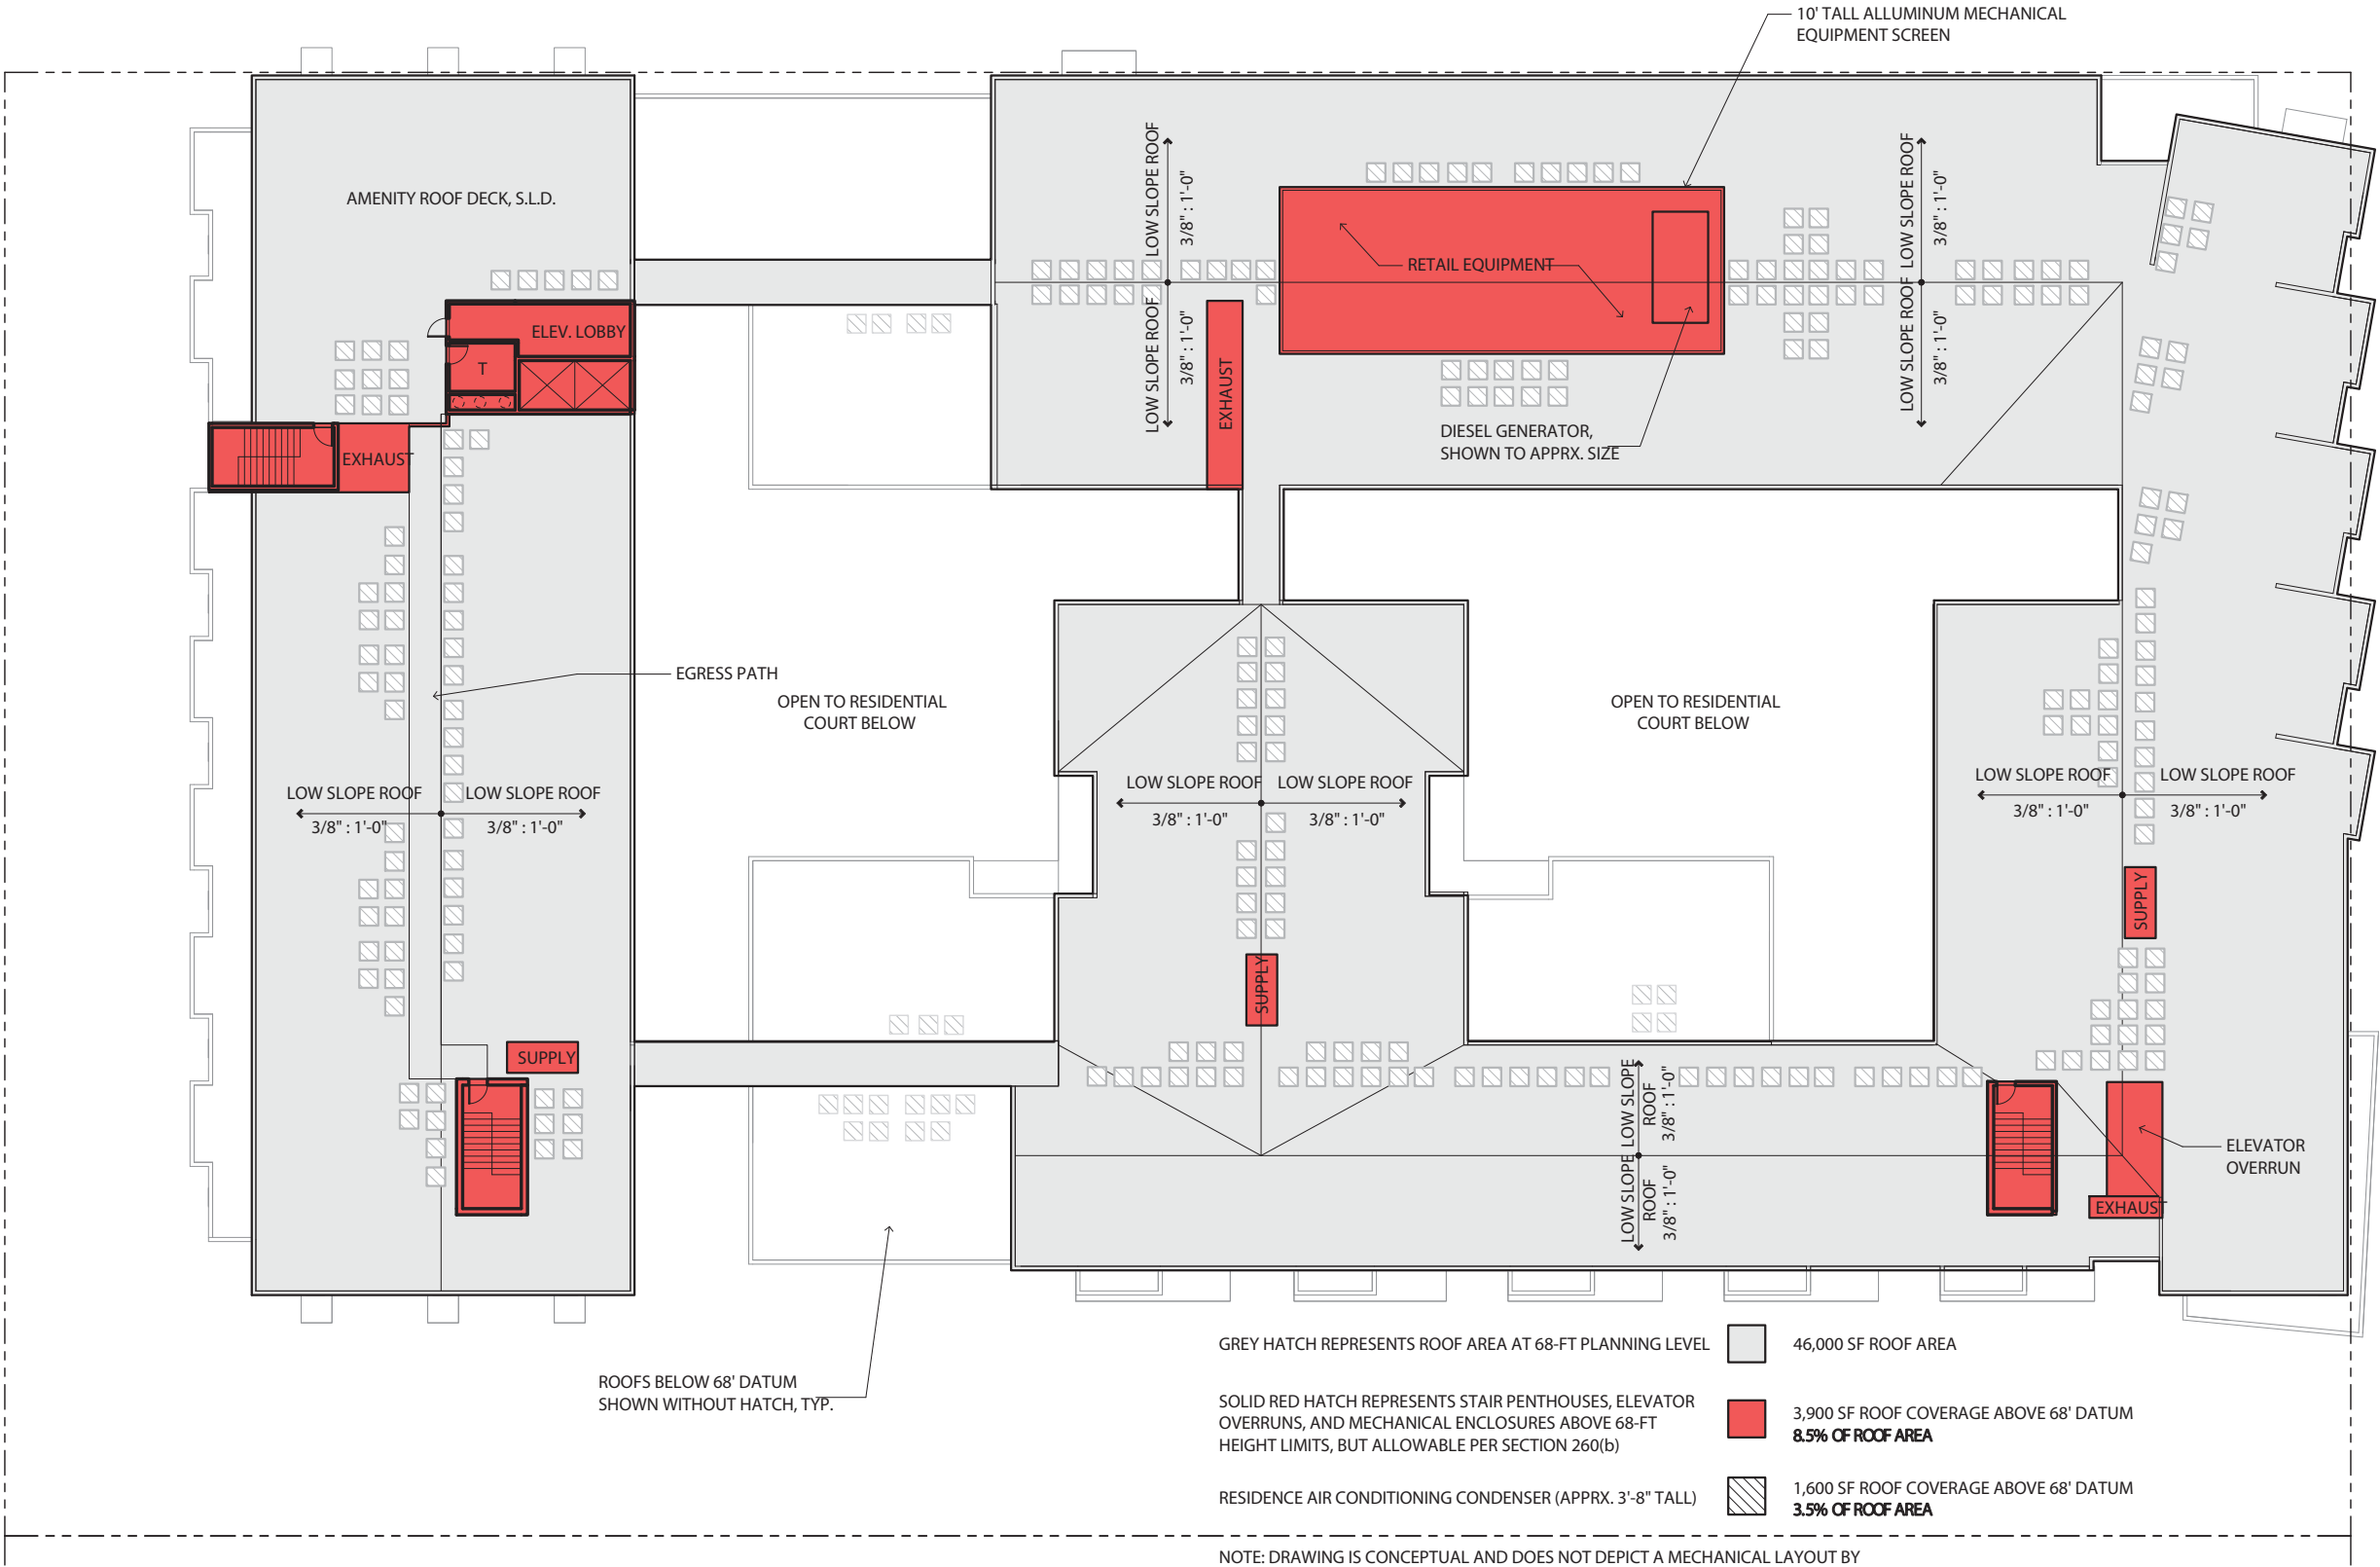 10' TALL ALLUMINUM MECHANICAL
EQUIPMENT SCREEN
AMENITY ROOF DECK, S.L.D.
LOW SLOPE ROOF
3/8" : 1'-0"
LOW SLOPE ROOF
3/8" : 1'-0"
LOW SLOPE ROOF
3/8" : 1'-0"
LOW SLOPE ROOF
3/8" : 1'-0"
RETAIL EQUIPMENT
ELEV. LOBBY
T
EXHAUST
EXHAUST
DIESEL GENERATOR,
SHOWN TO APPRX. SIZE
EGRESS PATH
OPEN TO RESIDENTIAL
COURT BELOW
OPEN TO RESIDENTIAL
COURT BELOW
LOW SLOPE ROOF
3/8" : 1'-0"
LOW SLOPE ROOF
3/8" : 1'-0"
LOW SLOPE ROOF
3/8" : 1'-0"
LOW SLOPE ROOF
3/8" : 1'-0"
LOW SLOPE ROOF
3/8" : 1'-0"
LOW SLOPE ROOF
3/8" : 1'-0"
SUPPLY
SUPPLY
SUPPLY
LOW SLOPE
ROOF
3/8" : 1'-0"
LOW SLOPE
ROOF
3/8" : 1'-0"
ELEVATOR
OVERRUN
EXHAUST
ROOFS BELOW 68' DATUM
SHOWN WITHOUT HATCH, TYP.
GREY HATCH REPRESENTS ROOF AREA AT 68-FT PLANNING LEVEL
46,000 SF ROOF AREA
SOLID RED HATCH REPRESENTS STAIR PENTHOUSES, ELEVATOR
OVERRUNS, AND MECHANICAL ENCLOSURES ABOVE 68-FT
HEIGHT LIMITS, BUT ALLOWABLE PER SECTION 260(b)
3,900 SF ROOF COVERAGE ABOVE 68' DATUM
8.5% OF ROOF AREA
RESIDENCE AIR CONDITIONING CONDENSER (APPRX. 3'-8" TALL)
1,600 SF ROOF COVERAGE ABOVE 68' DATUM
3.5% OF ROOF AREA
NOTE: DRAWING IS CONCEPTUAL AND DOES NOT DEPICT A MECHANICAL LAYOUT BY